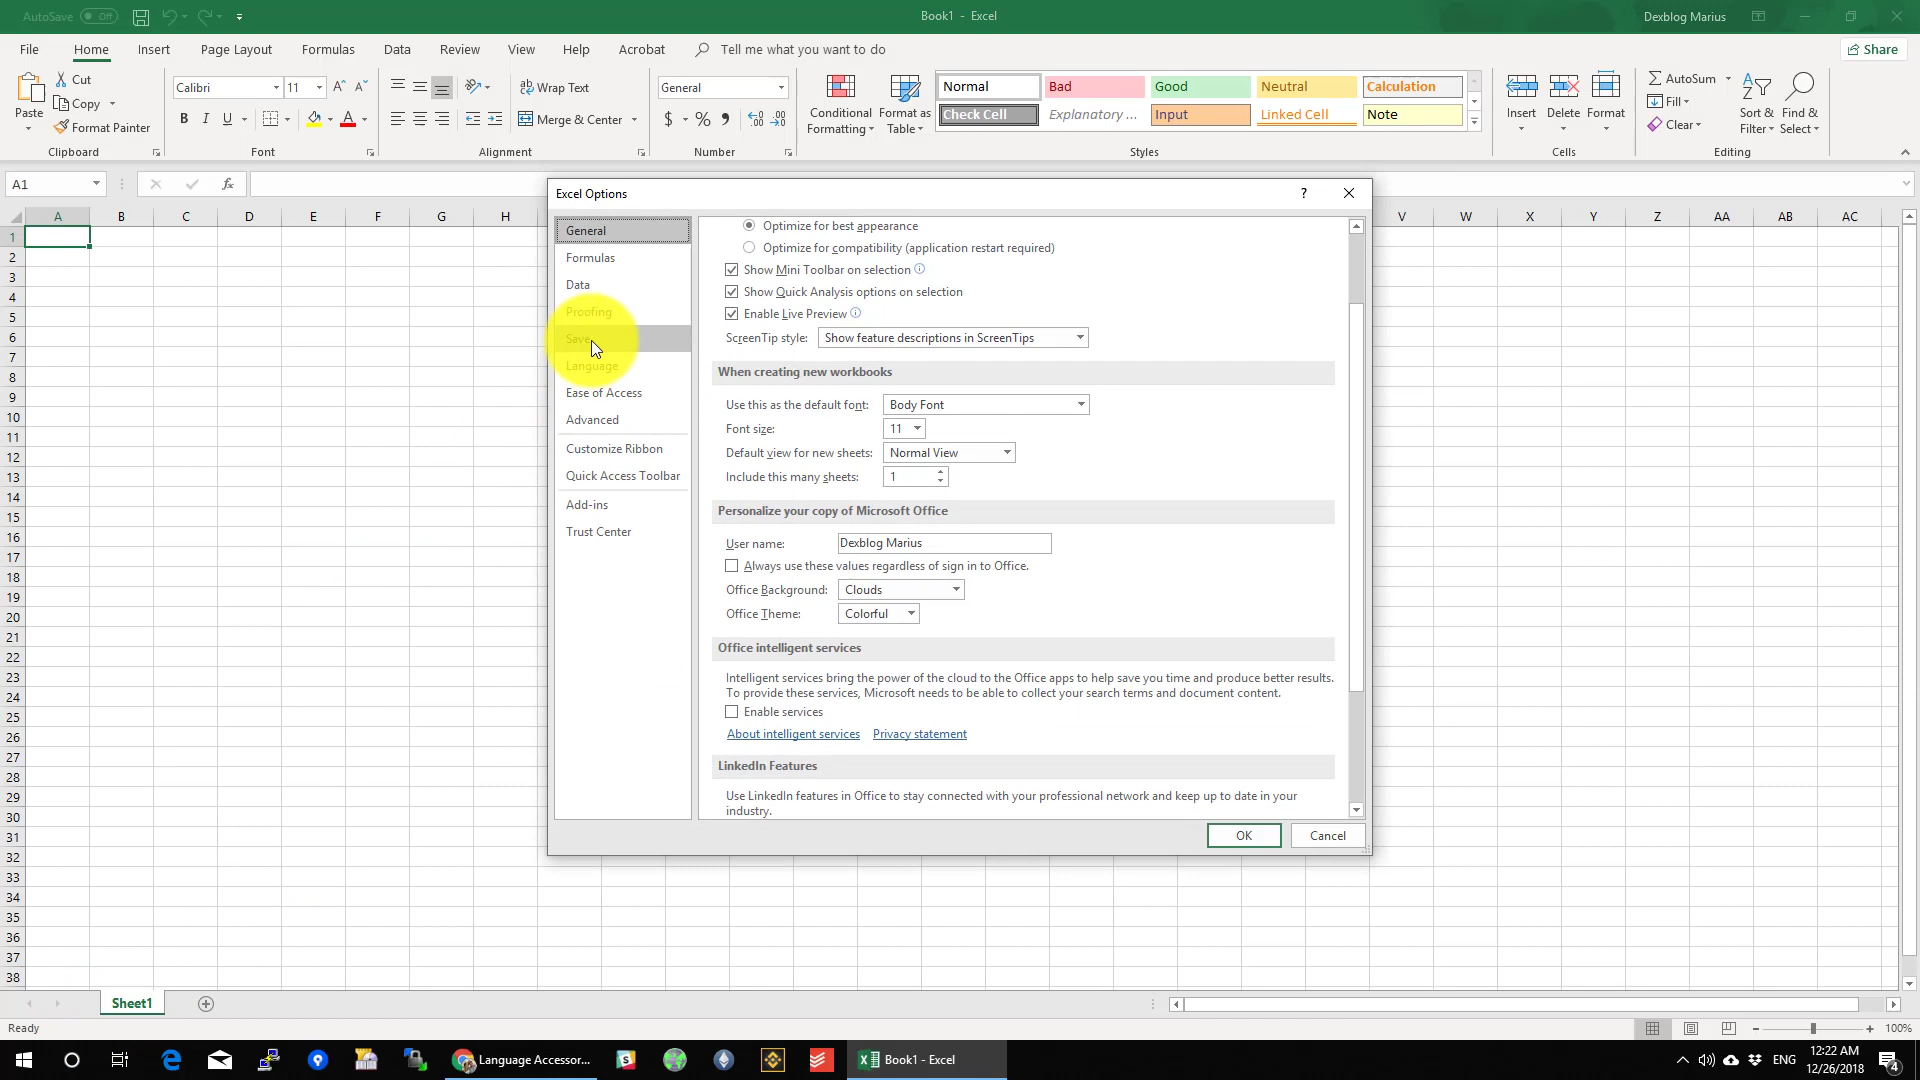 AutoSave Off
Book1 - Excel
Dexblog Marius
File Home Insert Page Layout Formulas Data Review View Help Acrobat Tell me what you want to do Share
Paste
Cut
Copy
Format Painter
Clipboard
Calibri 11
B I U
A A
Font
Wrap Text
Merge & Center
Alignment
General
$ % ,
Number
Conditional
Formatting
Format as
Table
Normal Bad Good Neutral Calculation
Check Cell Explanatory ... Input Linked Cell Note
Styles
Insert Delete Format
Cells
AutoSum
Fill
Clear
Sort &
Filter
Find &
Select
Editing
A1 fx
A B C D E F G H V W X Y Z AA AB AC
1
2
3
4
5
6
7
8
9
10
11
12
13
14
15
16
17
18
19
20
21
22
23
24
25
26
27
28
29
30
31
32
33
34
35
36
37
38
Excel Options ?
General
Formulas
Data
Proofing
Save
Language
Ease of Access
Advanced
Customize Ribbon
Quick Access Toolbar
Add-ins
Trust Center
Optimize for best appearance
Optimize for compatibility (application restart required)
Show Mini Toolbar on selection
Show Quick Analysis options on selection
Enable Live Preview
ScreenTip style: Show feature descriptions in ScreenTips
When creating new workbooks
Use this as the default font: Body Font
Font size: 11
Default view for new sheets: Normal View
Include this many sheets: 1
Personalize your copy of Microsoft Office
User name: Dexblog Marius
Always use these values regardless of sign in to Office.
Office Background: Clouds
Office Theme: Colorful
Office intelligent services
Intelligent services bring the power of the cloud to the Office apps to help save you time and produce better results.
To provide these services, Microsoft needs to be able to collect your search terms and document content.
Enable services
About intelligent services Privacy statement
LinkedIn Features
Use LinkedIn features in Office to stay connected with your professional network and keep up to date in your
industry.
OK Cancel
Sheet1
Ready
100%
Language Accessor...
Book1 - Excel
ENG
12:22 AM
12/26/2018
4